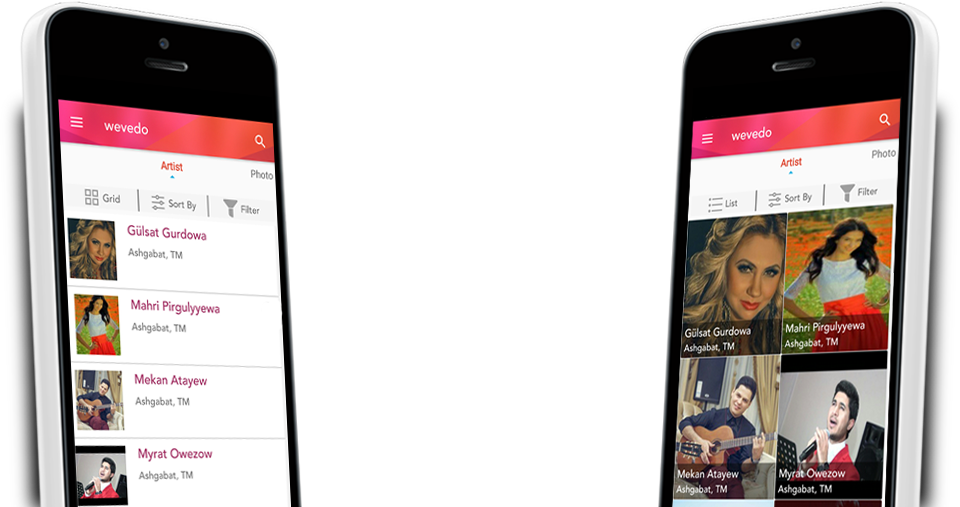 wevedo
Artist
Photo
Grid
Sort By
Filter
Gülsat Gurdowa
Ashgabat, TM
Mahri Pirgulyyewa
Ashgabat, TM
Mekan Atayew
Ashgabat, TM
Myrat Owezow
Ashgabat, TM
wevedo
Artist
Photo
List
Sort By
Filter
Gülsat Gurdowa
Ashgabat, TM
Mahri Pirgulyyewa
Ashgabat, TM
Mekan Atayew
Ashgabat, TM
Myrat Owezow
Ashgabat, TM